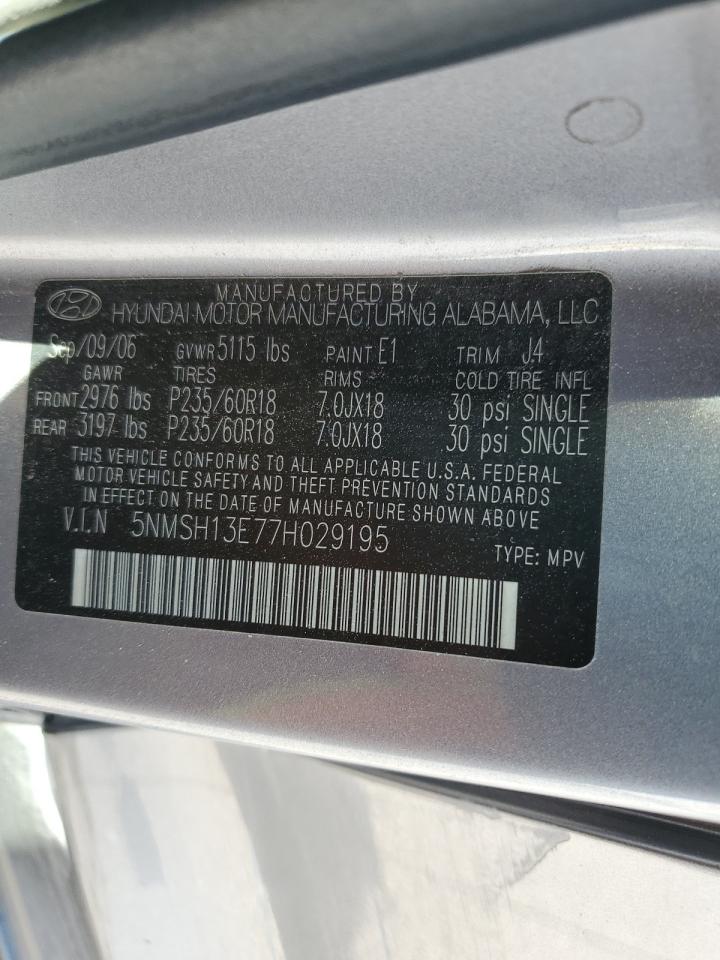 MANUFACTURED BY
HYUNDAI MOTOR MANUFACTURING ALABAMA, LLC
Sep/09/06 GVWR 5115 lbs PAINT E1 TRIM J4
GAWR TIRES RIMS COLD TIRE INFL
FRONT 2976 lbs P235/60R18 7.0JX18 30 psi SINGLE
REAR 3197 lbs P235/60R18 7.0JX18 30 psi SINGLE
THIS VEHICLE CONFORMS TO ALL APPLICABLE U.S.A. FEDERAL
MOTOR VEHICLE SAFETY AND THEFT PREVENTION STANDARDS
IN EFFECT ON THE DATE OF MANUFACTURE SHOWN ABOVE.
V.I.N 5NMSH13E77H029195
TYPE: MPV